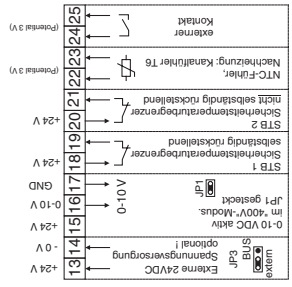 Externe 24VDC
Spannungsversorgung
optional !
JP3
BUS
extern
13 +24 V
14 - 0 V
0-10 VDC aktiv
im "400V"-Modus.
JP1 gesteckt
JP1
0-10 V
15 +24 V
16 0-10 V
17 GND
STB 1
Sicherheitstemperaturbegrenzer
selbständig rückstellend
18 +24 V
19
STB 2
Sicherheitstemperaturbegrenzer
nicht selbständig rückstellend
20 +24 V
21
NTC-Fühler,
Nachheizung: Kanalfühler T6
22
23
(Potential 3 V)
externer
Kontakt
24
25
(Potential 3 V)